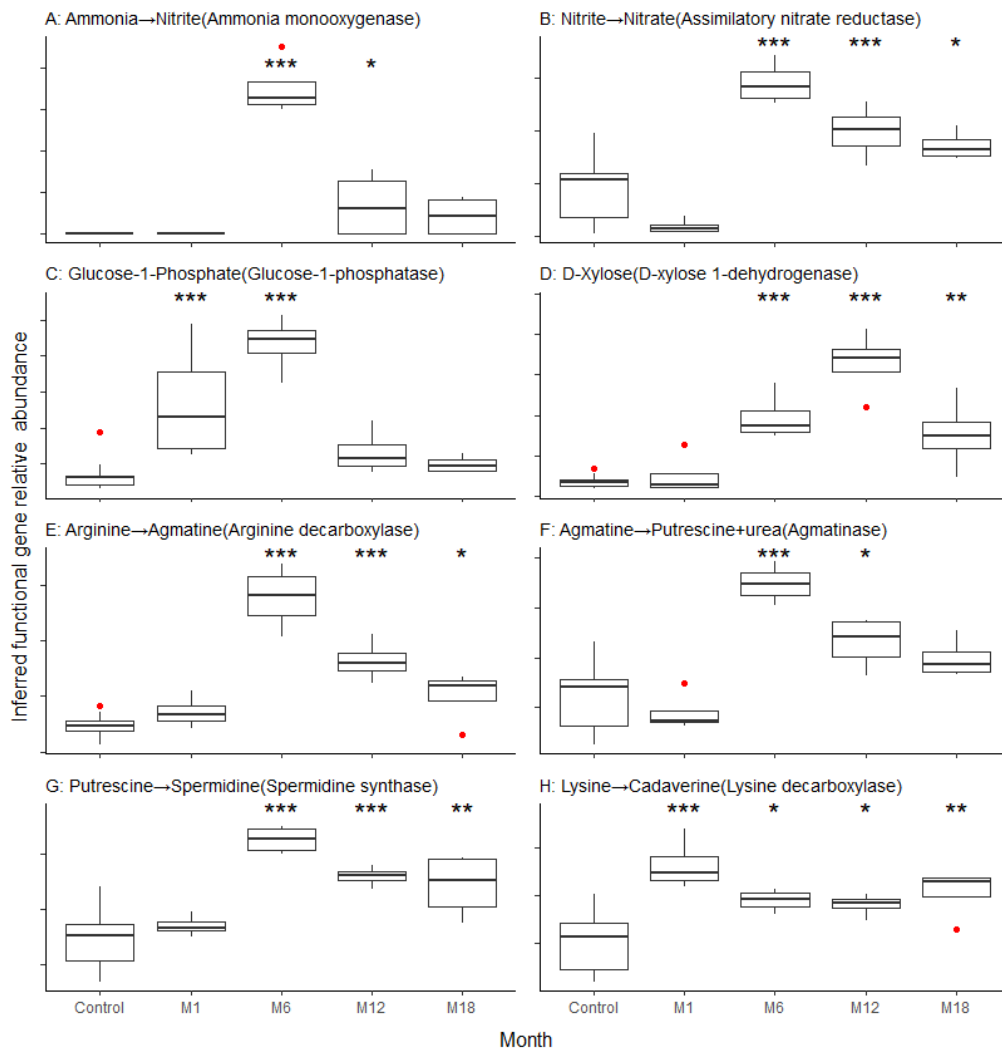 A: Ammonia→Nitrite(Ammonia monooxygenase)
*** *
B: Nitrite→Nitrate(Assimilatory nitrate reductase)
*** *** *
C: Glucose-1-Phosphate(Glucose-1-phosphatase)
*** ***
D: D-Xylose(D-xylose 1-dehydrogenase)
*** *** **
E: Arginine→Agmatine(Arginine decarboxylase)
*** *** *
F: Agmatine→Putrescine+urea(Agmatinase)
*** *
G: Putrescine→Spermidine(Spermidine synthase)
*** *** **
H: Lysine→Cadaverine(Lysine decarboxylase)
*** * * **
Inferred functional gene relative abundance
Control M1 M6 M12 M18
Control M1 M6 M12 M18
Month